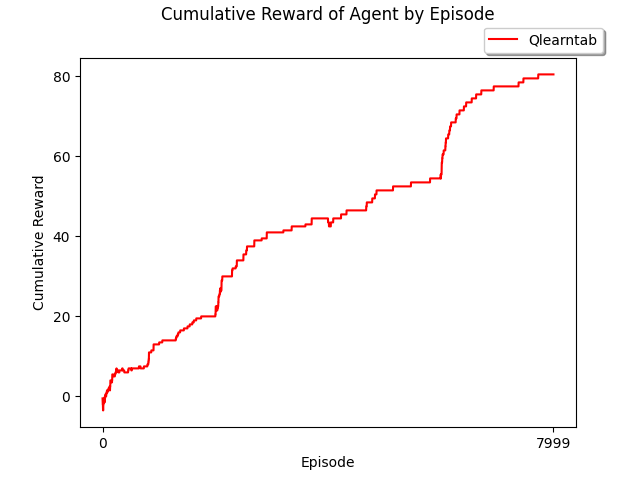 Cumulative Reward of Agent by Episode
Qlearntab
80
60
40
20
0
Cumulative Reward
0 7999
Episode